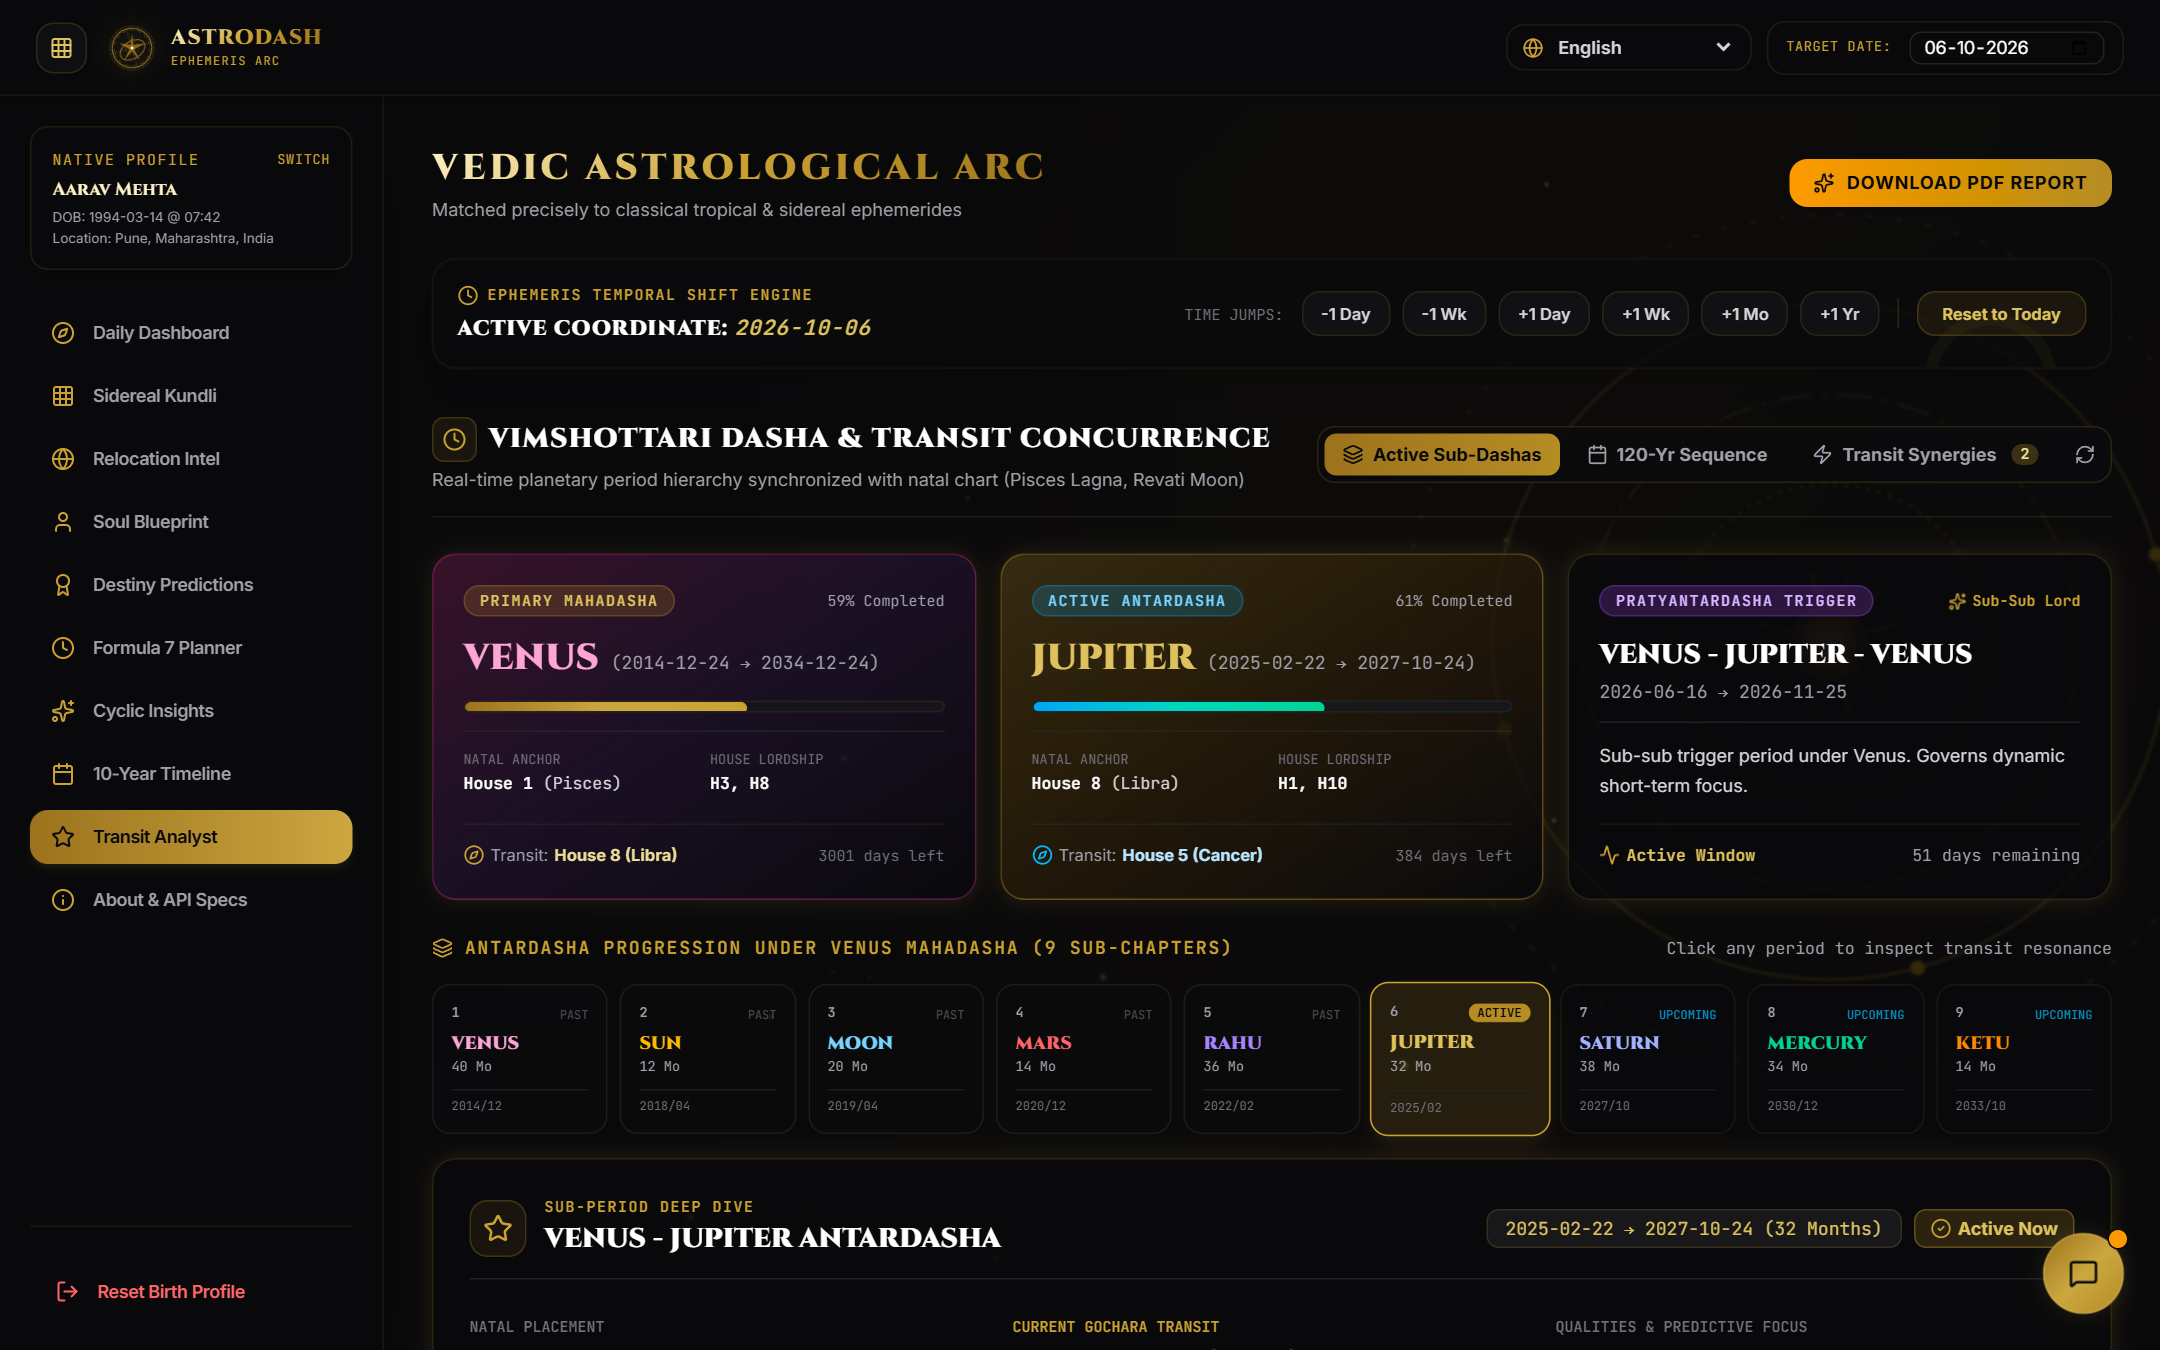 ASTRODASH
EPHEMERIS ARC
English
TARGET DATE:
06-10-2026
NATIVE PROFILE
SWITCH
AARAV MEHTA
DOB: 1994-03-14 @ 07:42
Location: Pune, Maharashtra, India
Daily Dashboard
Sidereal Kundli
Relocation Intel
Soul Blueprint
Destiny Predictions
Formula 7 Planner
Cyclic Insights
10-Year Timeline
Transit Analyst
About & API Specs
Reset Birth Profile
VEDIC ASTROLOGICAL ARC
Matched precisely to classical tropical & sidereal ephemerides
DOWNLOAD PDF REPORT
EPHEMERIS TEMPORAL SHIFT ENGINE
ACTIVE COORDINATE: 2026-10-06
TIME JUMPS:
-1 Day
-1 Wk
+1 Day
+1 Wk
+1 Mo
+1 Yr
Reset to Today
VIMSHOTTARI DASHA & TRANSIT CONCURRENCE
Real-time planetary period hierarchy synchronized with natal chart (Pisces Lagna, Revati Moon)
Active Sub-Dashas
120-Yr Sequence
Transit Synergies 2
PRIMARY MAHADASHA
59% Completed
VENUS (2014-12-24 → 2034-12-24)
NATAL ANCHOR
House 1 (Pisces)
HOUSE LORDSHIP
H3, H8
Transit: House 8 (Libra)
3001 days left
ACTIVE ANTARDASHA
61% Completed
JUPITER (2025-02-22 → 2027-10-24)
NATAL ANCHOR
House 8 (Libra)
HOUSE LORDSHIP
H1, H10
Transit: House 5 (Cancer)
384 days left
PRATYANTARDASHA TRIGGER
Sub-Sub Lord
VENUS - JUPITER - VENUS
2026-06-16 → 2026-11-25
Sub-sub trigger period under Venus. Governs dynamic
short-term focus.
Active Window
51 days remaining
ANTARDASHA PROGRESSION UNDER VENUS MAHADASHA (9 SUB-CHAPTERS)
Click any period to inspect transit resonance
1
PAST
VENUS
40 Mo
2014/12
2
PAST
SUN
12 Mo
2018/04
3
PAST
MOON
20 Mo
2019/04
4
PAST
MARS
14 Mo
2020/12
5
PAST
RAHU
36 Mo
2022/02
6
ACTIVE
JUPITER
32 Mo
2025/02
7
UPCOMING
SATURN
38 Mo
2027/10
8
UPCOMING
MERCURY
34 Mo
2030/12
9
UPCOMING
KETU
14 Mo
2033/10
SUB-PERIOD DEEP DIVE
VENUS - JUPITER ANTARDASHA
2025-02-22 → 2027-10-24 (32 Months)
Active Now
NATAL PLACEMENT
CURRENT GOCHARA TRANSIT
QUALITIES & PREDICTIVE FOCUS